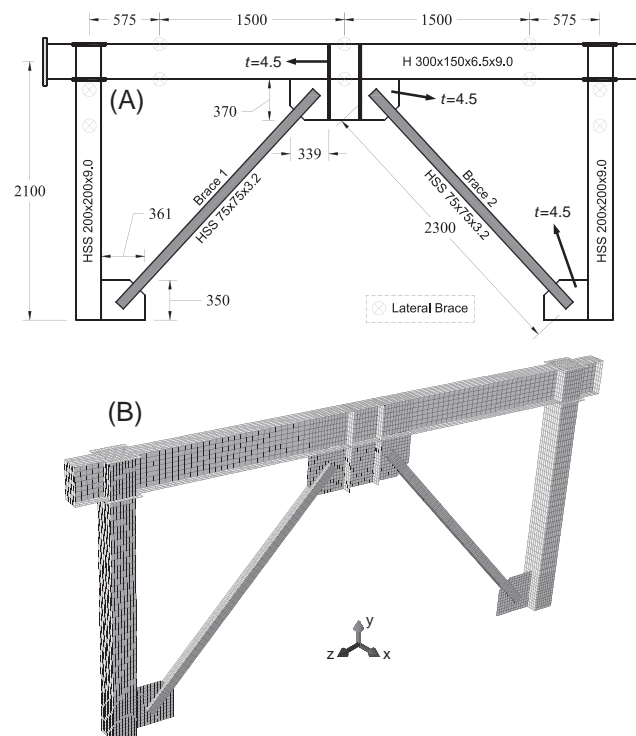 575
1500
1500
575
t=4.5
H 300x150x6.5x9.0
(A)
t=4.5
370
339
HSS 200x200x9.0
2100
361
Brace 1
HSS 75x75x3.2
Brace 2
HSS 75x75x3.2
HSS 200x200x9.0
t=4.5
2300
350
Lateral Brace
(B)
y
z
x